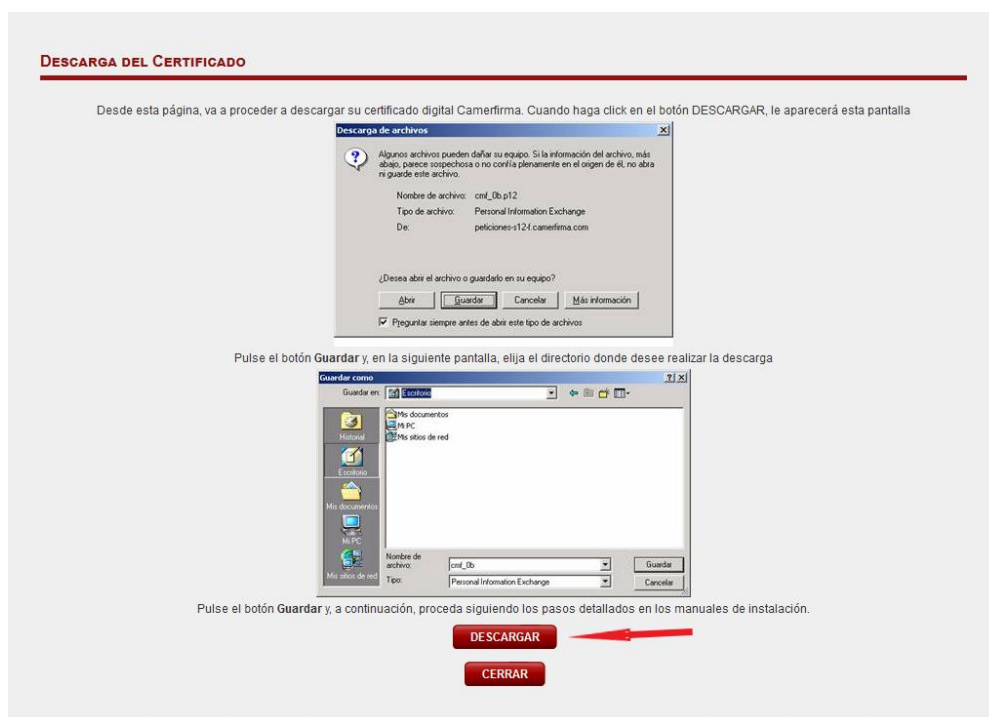 DESCARGA DEL CERTIFICADO
Desde esta página, va a proceder a descargar su certificado digital Camerfirma. Cuando haga click en el botón DESCARGAR, le aparecerá esta pantalla
Descarga de archivos
Algunos archivos pueden dañar su equipo. Si la información del archivo, más
abajo, parece sospechosa o no confía plenamente en el origen de él, no abra
ni guarde este archivo.
Nombre de archivo: cmf_0b.p12
Tipo de archivo: Personal Information Exchange
De: peticiones-s12-f.camerfirma.com
¿Desea abrir el archivo o guardarlo en su equipo?
Abrir Guardar Cancelar Más información
Preguntar siempre antes de abrir este tipo de archivos
Pulse el botón Guardar y, en la siguiente pantalla, elija el directorio donde desee realizar la descarga
Guardar como
Guardar en: Escritorio
Mis documentos
Mi PC
Mis sitios de red
Historial
Escritorio
Mis documentos
Mi PC
Mis sitios de red
Nombre de
archivo: cmf_0b Guardar
Tipo: Personal Information Exchange Cancelar
Pulse el botón Guardar y, a continuación, proceda siguiendo los pasos detallados en los manuales de instalación.
DESCARGAR
CERRAR